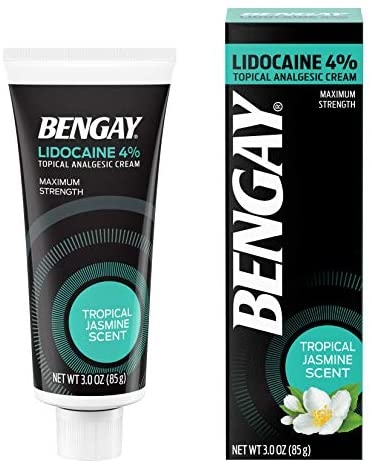 BENGAY®
LIDOCAINE 4%
TOPICAL ANALGESIC CREAM
MAXIMUM
STRENGTH
TROPICAL
JASMINE
SCENT
NET WT 3.0 OZ (85 g)
LIDOCAINE 4%
TOPICAL ANALGESIC CREAM
MAXIMUM
STRENGTH
BENGAY®
TROPICAL
JASMINE
SCENT
NET WT 3.0 OZ (85 g)